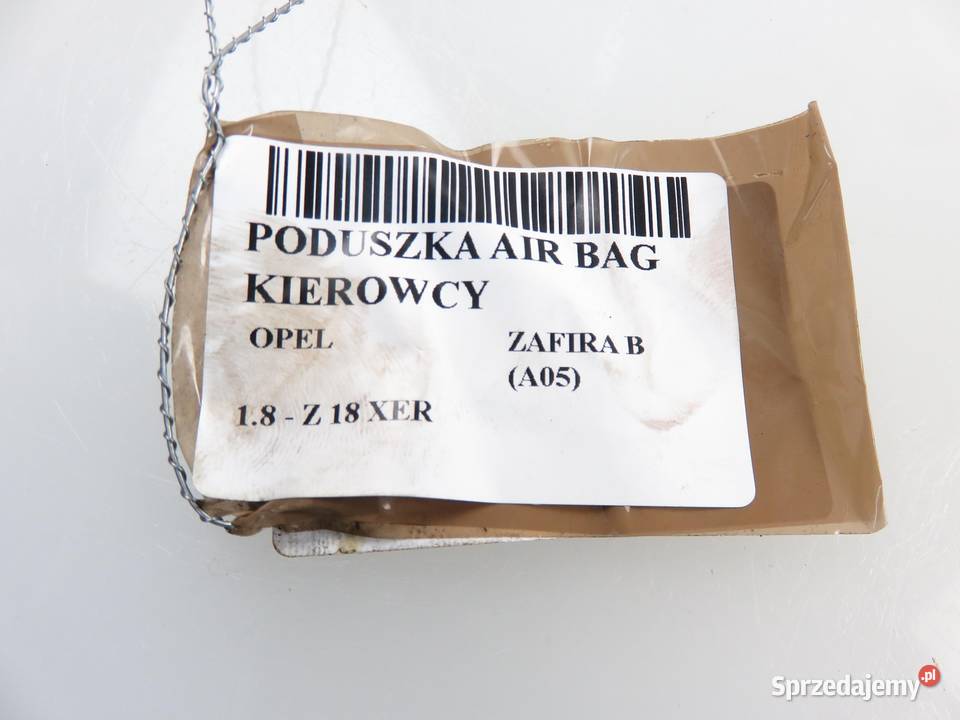 PODUSZKA AIR BAG
KIEROWCY
OPEL ZAFIRA B
(A05)
1.8 - Z 18 XER
Sprzedajemy.pl